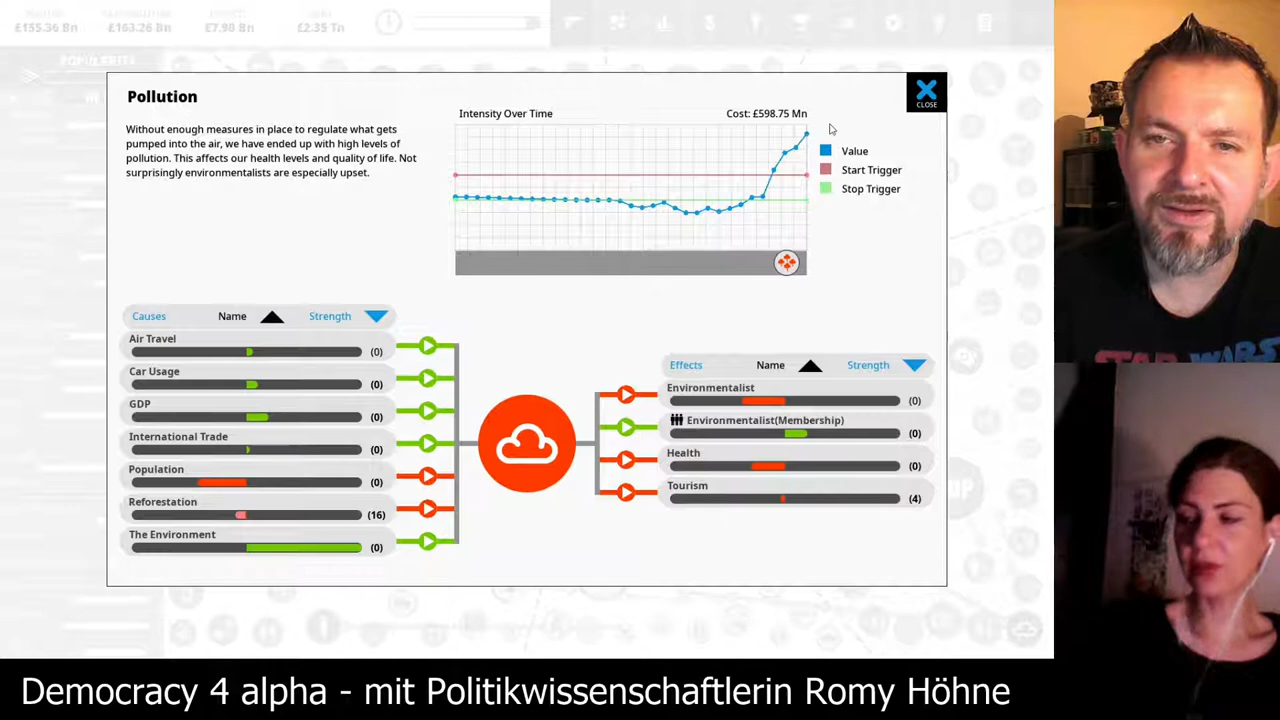 £155.36 Bn
£163.26 Bn
£7.90 Bn
£2.35 Tn
Pollution
CLOSE
Without enough measures in place to regulate what gets
pumped into the air, we have ended up with high levels of
pollution. This affects our health levels and quality of life. Not
surprisingly environmentalists are especially upset.
Intensity Over Time
Cost: £598.75 Mn
Value
Start Trigger
Stop Trigger
Causes Name Strength
Air Travel
(0)
Car Usage
(0)
GDP
(0)
International Trade
(0)
Population
(0)
Reforestation
(16)
The Environment
(0)
Effects Name Strength
Environmentalist
(0)
Environmentalist(Membership)
(0)
Health
(0)
Tourism
(4)
STAR WARS
Democracy 4 alpha - mit Politikwissenschaftlerin Romy Höhne